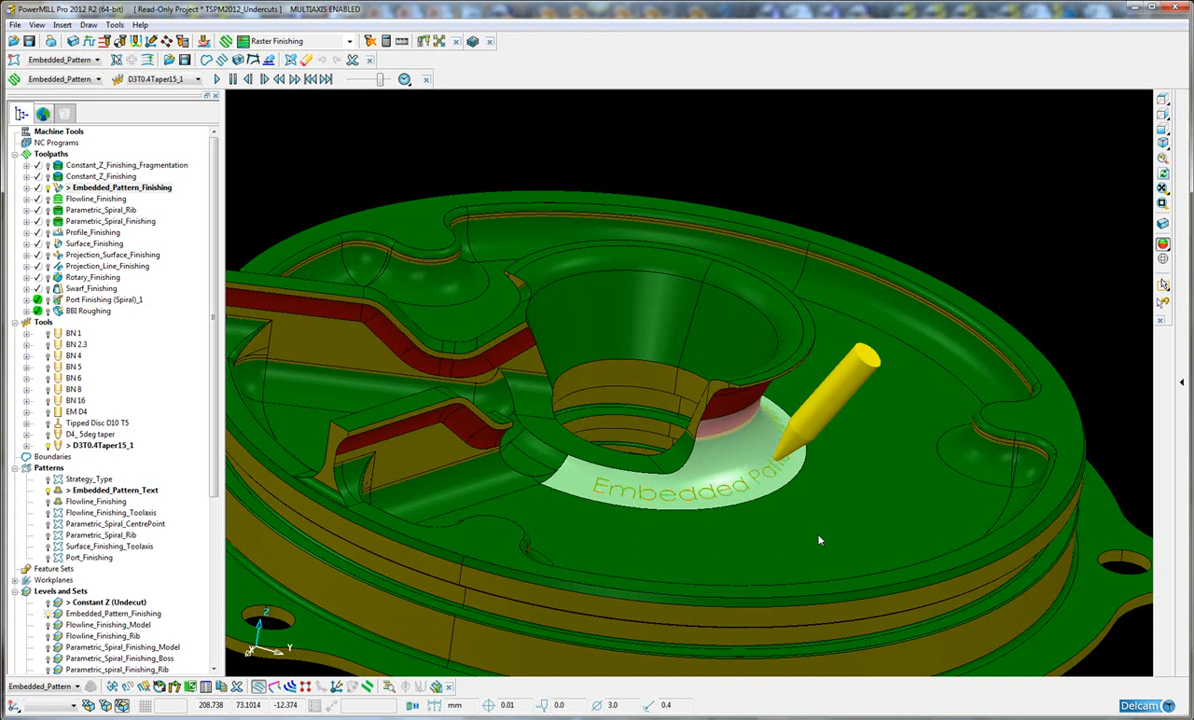 PowerMILL Pro 2012 R2 (64-bit) [ Read-Only Project * TSPM2012_Undercuts ] MULTIAXIS ENABLED
File View Insert Draw Tools Help
Raster Finishing
Embedded_Pattern_
Embedded_Pattern_ D3T0.4Taper15_1
Machine Tools
NC Programs
Toolpaths
Constant_Z_Finishing_Fragmentation
Constant_Z_Finishing
> Embedded_Pattern_Finishing
Flowline_Finishing
Parametric_Spiral_Rib
Parametric_Spiral_Finishing
Profile_Finishing
Surface_Finishing
Projection_Surface_Finishing
Projection_Line_Finishing
Rotary_Finishing
Swarf_Finishing
Port Finishing (Spiral)_1
BBI Roughing
Tools
BN 1
BN 2.3
BN 4
BN 5
BN 6
BN 8
BN 16
EM D4
Tipped Disc D10 T5
D4_ 5deg taper
> D3T0.4Taper15_1
Boundaries
Patterns
Strategy_Type
> Embedded_Pattern_Text
Flowline_Finishing
Flowline_Finishing_Toolaxis
Parametric_Spiral_CentrePoint
Parametric_Spiral_Rib
Surface_Finishing_Toolaxis
Port_Finishing
Feature Sets
Workplanes
Levels and Sets
> Constant Z (Undecut)
Embedded_Pattern_Finishing
Flowline_Finishing_Model
Flowline_Finishing_Rib
Parametric_Spiral_Finishing_Model
Parametric_Spiral_Finishing_Boss
Parametric_spiral_Finishing_Rib
Embedded
Z
X
Y
Embedded_Pattern
208.738 73.1014 -12.374 mm 0.01 0.0 3.0 0.4
Delcam